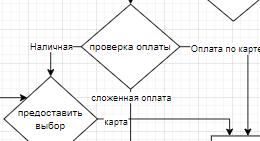 Наличная
проверка оплаты
Оплата по карте
сложенная оплата
предоставить
выбор
карта